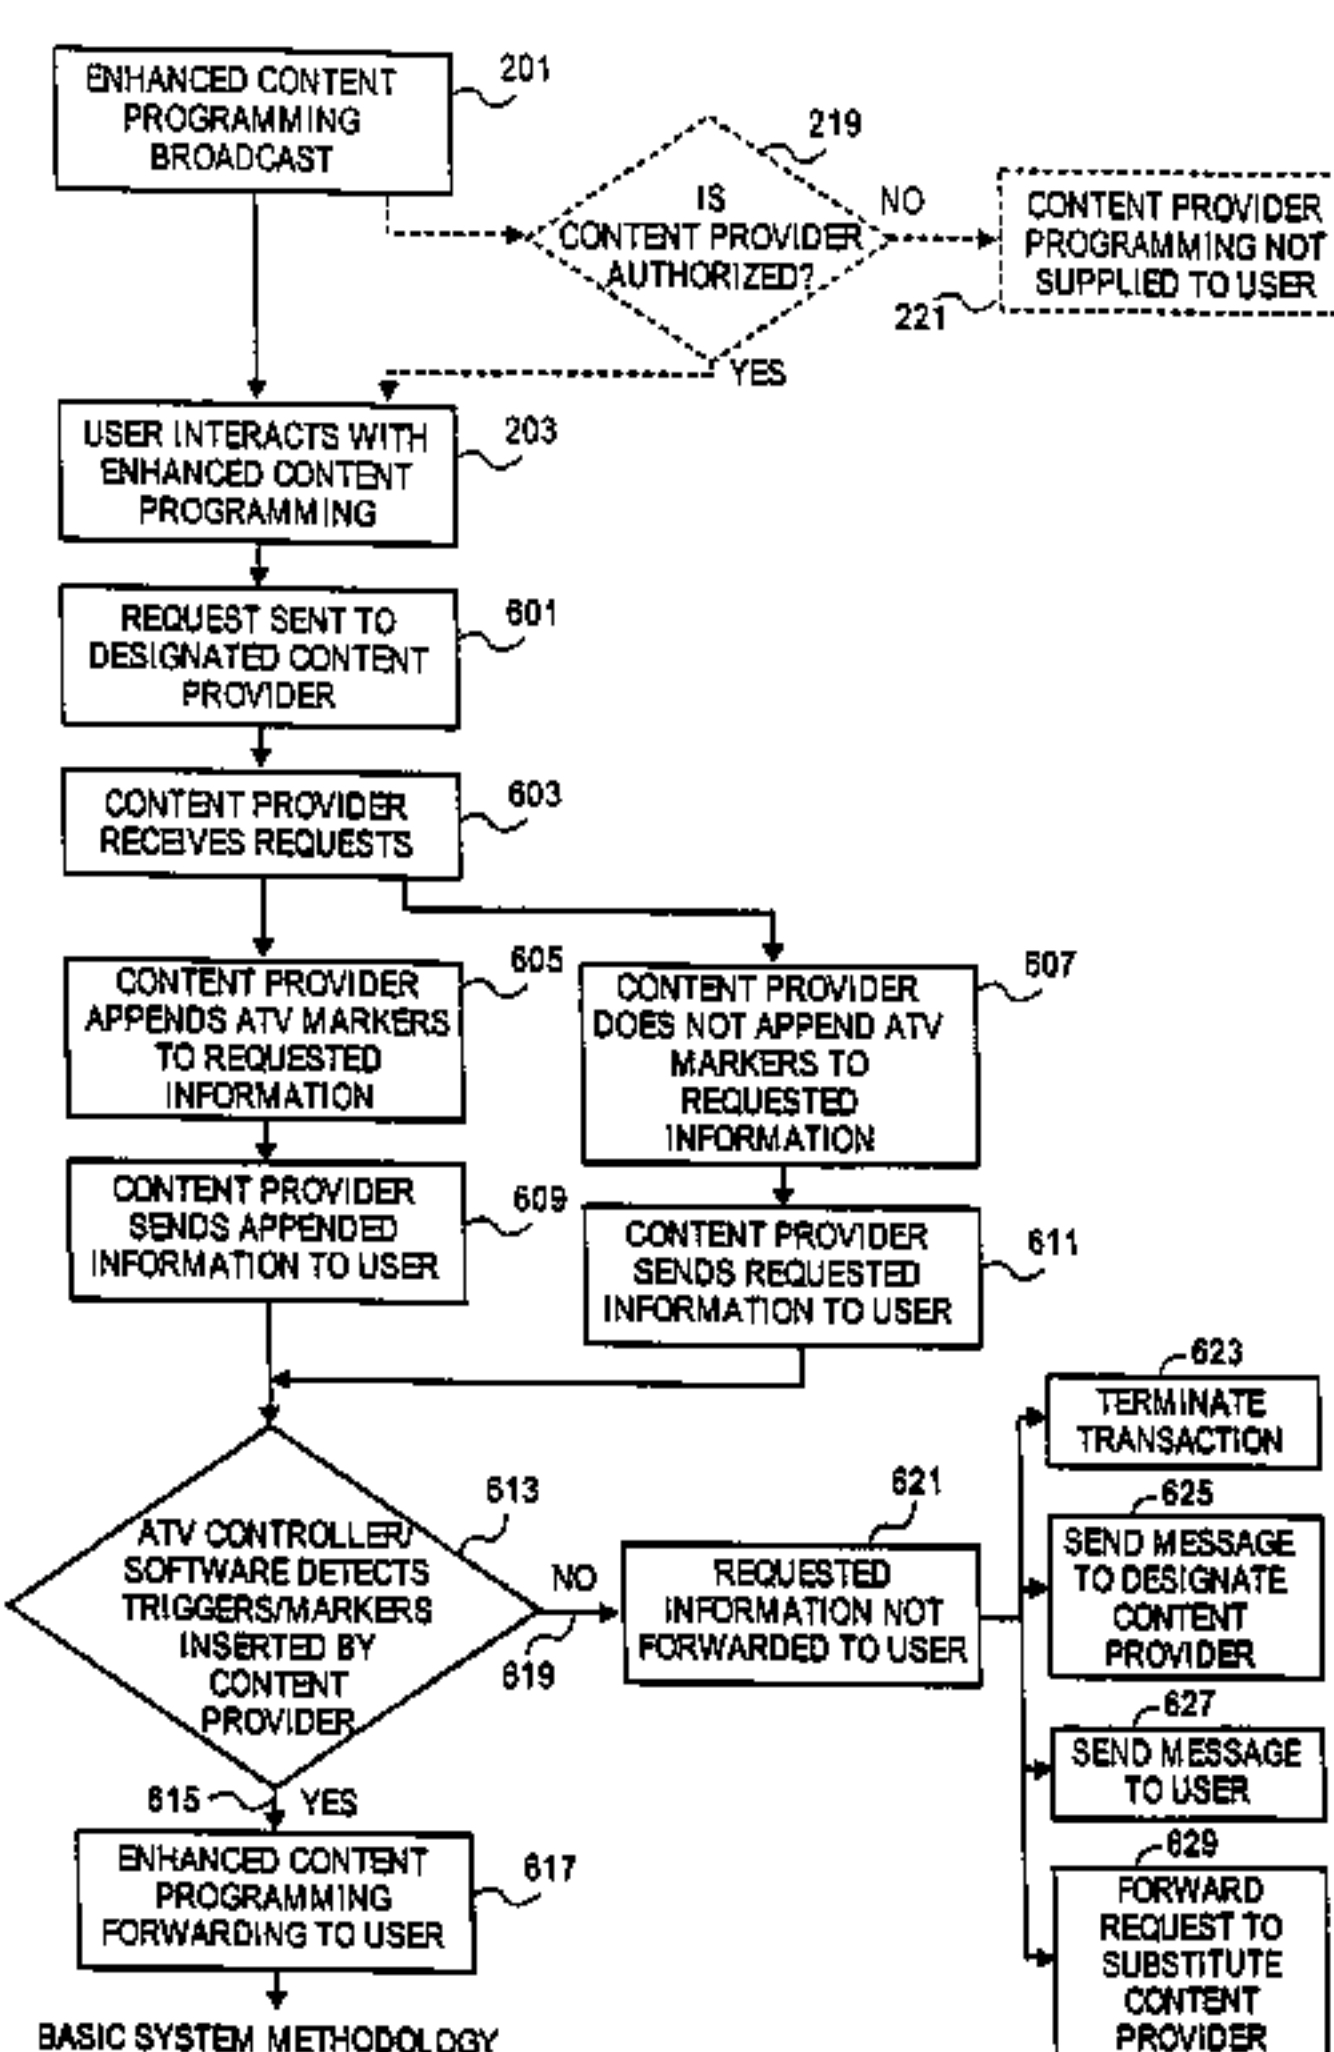 ENHANCED CONTENT
PROGRAMMING
BROADCAST
201
219
IS
CONTENT PROVIDER
AUTHORIZED?
NO
CONTENT PROVIDER
PROGRAMMING NOT
SUPPLIED TO USER
221
YES
USER INTERACTS WITH
ENHANCED CONTENT
PROGRAMMING
203
REQUEST SENT TO
DESIGNATED CONTENT
PROVIDER
601
CONTENT PROVIDER
RECEIVES REQUESTS
603
CONTENT PROVIDER
APPENDS ATV MARKERS
TO REQUESTED
INFORMATION
605
CONTENT PROVIDER
DOES NOT APPEND ATV
MARKERS TO
REQUESTED
INFORMATION
607
CONTENT PROVIDER
SENDS APPENDED
INFORMATION TO USER
609
CONTENT PROVIDER
SENDS REQUESTED
INFORMATION TO USER
611
ATV CONTROLLER/
SOFTWARE DETECTS
TRIGGERS/MARKERS
INSERTED BY
CONTENT
PROVIDER
613
NO
619
REQUESTED
INFORMATION NOT
FORWARDED TO USER
621
623
TERMINATE
TRANSACTION
625
SEND MESSAGE
TO DESIGNATE
CONTENT
PROVIDER
627
SEND MESSAGE
TO USER
629
FORWARD
REQUEST TO
SUBSTITUTE
CONTENT
PROVIDER
615
YES
ENHANCED CONTENT
PROGRAMMING
FORWARDING TO USER
617
BASIC SYSTEM METHODOLOGY